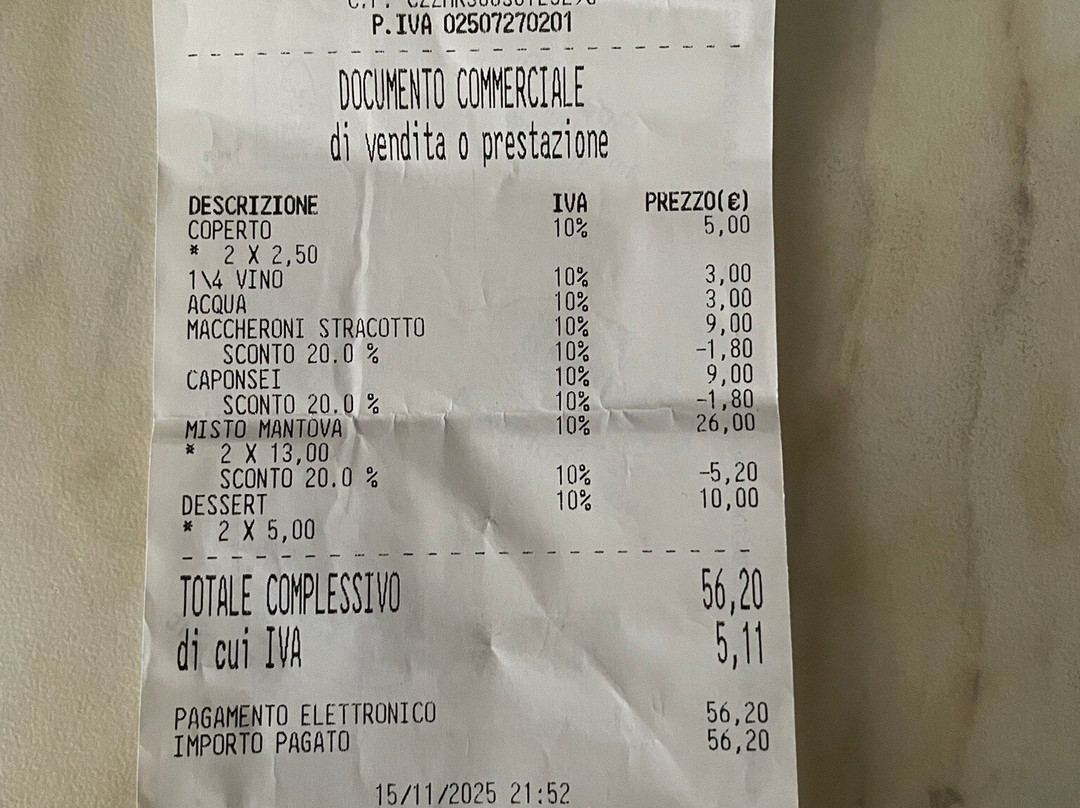 P.IVA 02507270201
DOCUMENTO COMMERCIALE
di vendita o prestazione
DESCRIZIONE IVA PREZZO(€)
COPERTO 10% 5,00
* 2 X 2,50
1\4 VINO 10% 3,00
ACQUA 10% 3,00
MACCHERONI STRACOTTO 10% 9,00
SCONTO 20.0 % 10% -1,80
CAPONSEI 10% 9,00
SCONTO 20.0 % 10% -1,80
MISTO MANTOVA 10% 26,00
* 2 X 13,00
SCONTO 20.0 % 10% -5,20
DESSERT 10% 10,00
* 2 X 5,00
TOTALE COMPLESSIVO 56,20
di cui IVA 5,11
PAGAMENTO ELETTRONICO 56,20
IMPORTO PAGATO 56,20
15/11/2025 21:52